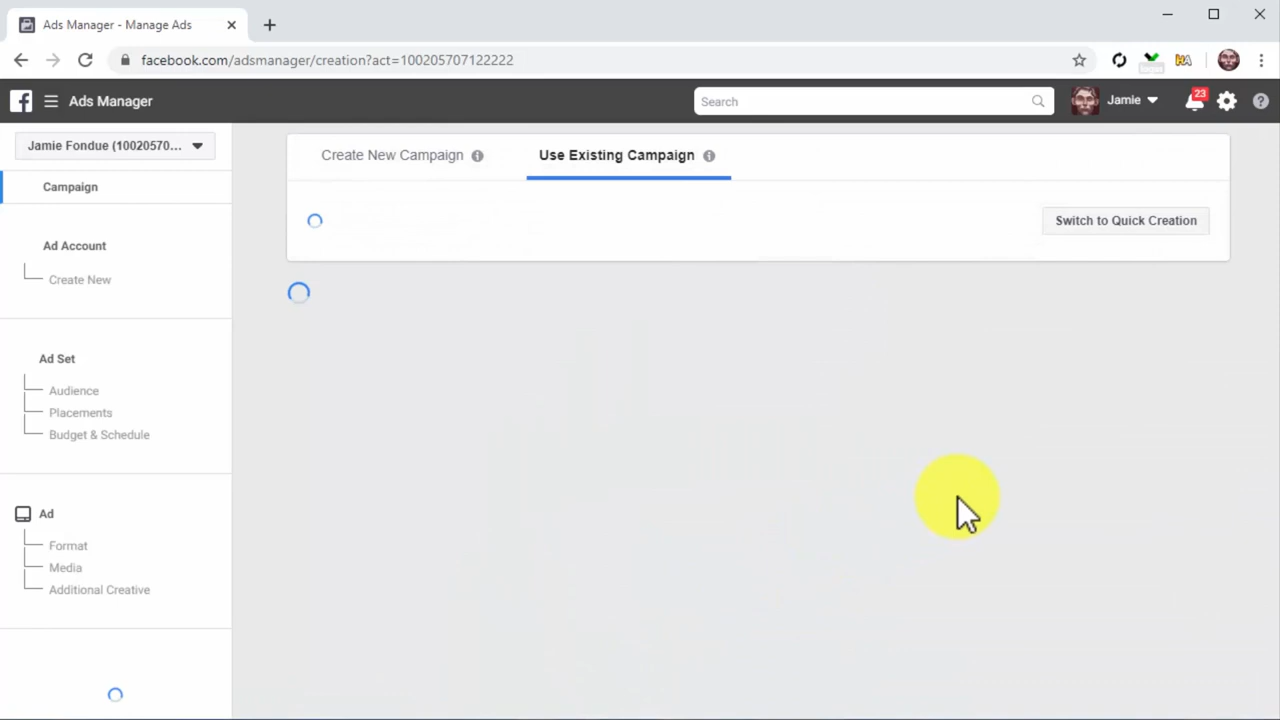 Ads Manager - Manage Ads
facebook.com/adsmanager/creation?act=100205707122222
Ads Manager
Search
Jamie
23
Jamie Fondue (10020570...
Campaign
Ad Account
Create New
Ad Set
Audience
Placements
Budget & Schedule
Ad
Format
Media
Additional Creative
Create New Campaign
Use Existing Campaign
Switch to Quick Creation